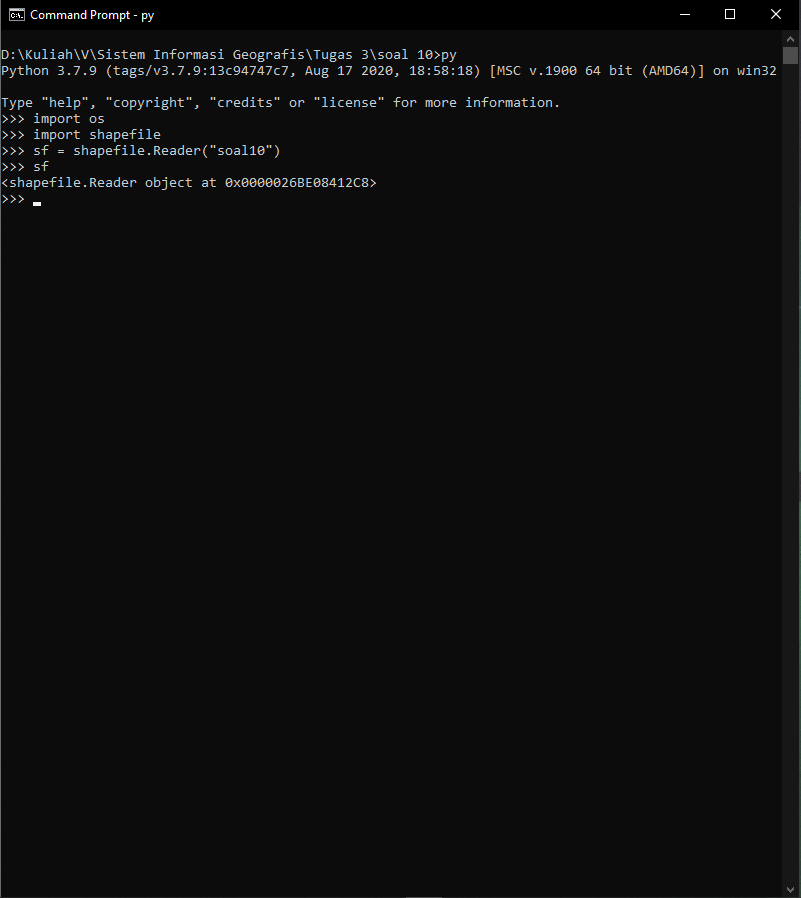 Command Prompt - py
D:\Kuliah\V\Sistem Informasi Geografis\Tugas 3\soal 10>py
Python 3.7.9 (tags/v3.7.9:13c94747c7, Aug 17 2020, 18:58:18) [MSC v.1900 64 bit (AMD64)] on win32
Type "help", "copyright", "credits" or "license" for more information.
>>> import os
>>> import shapefile
>>> sf = shapefile.Reader("soal10")
>>> sf
<shapefile.Reader object at 0x0000026BE08412C8>
>>>